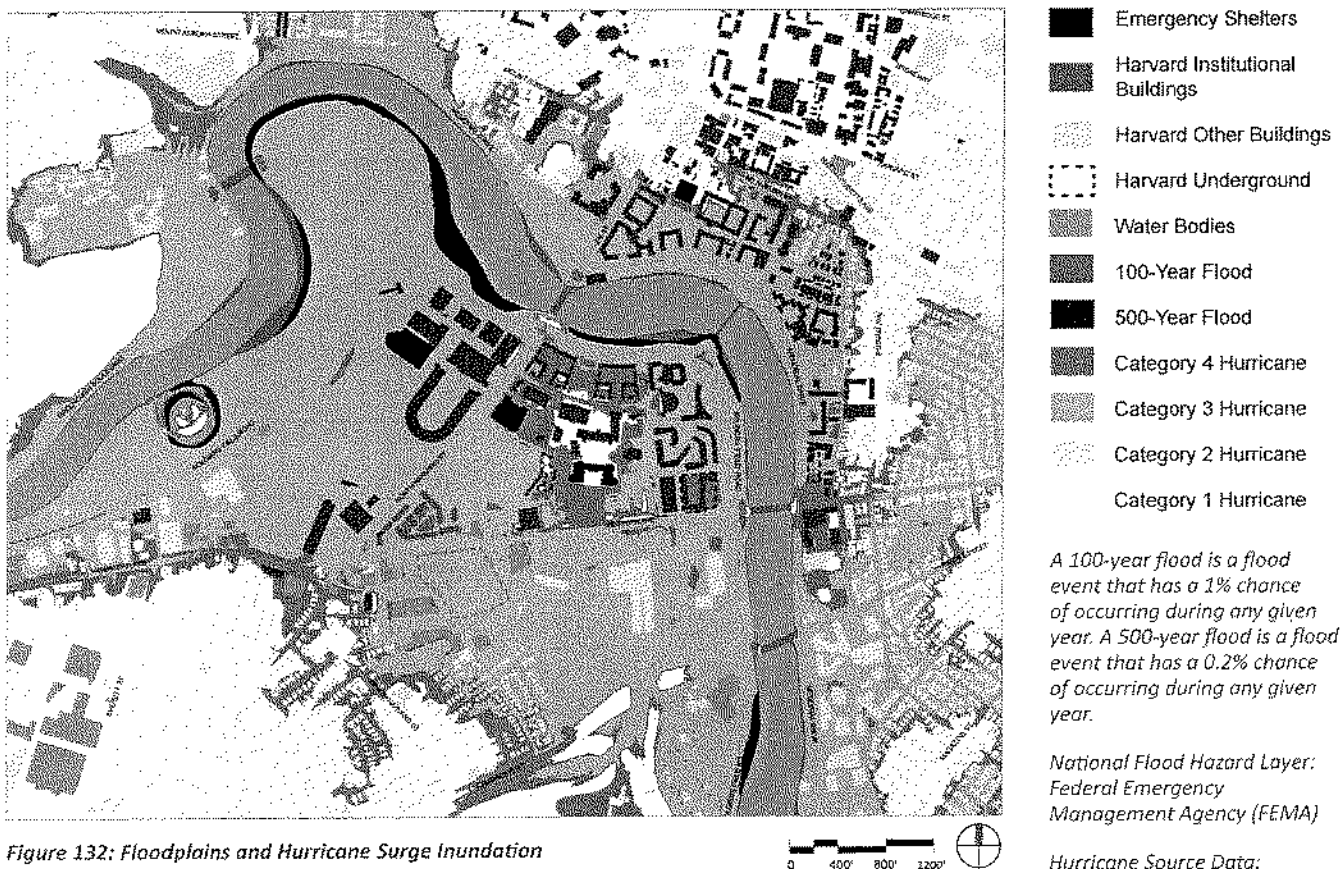 Emergency Shelters
Harvard Institutional
Buildings
Harvard Other Buildings
Harvard Underground
Water Bodies
100-Year Flood
500-Year Flood
Category 4 Hurricane
Category 3 Hurricane
Category 2 Hurricane
Category 1 Hurricane
A 100-year flood is a flood
event that has a 1% chance
of occurring during any given
year. A 500-year flood is a flood
event that has a 0.2% chance
of occurring during any given
year.
National Flood Hazard Layer:
Federal Emergency
Management Agency (FEMA)
Hurricane Source Data:
Figure 132: Floodplains and Hurricane Surge Inundation
0 400' 800' 1200'